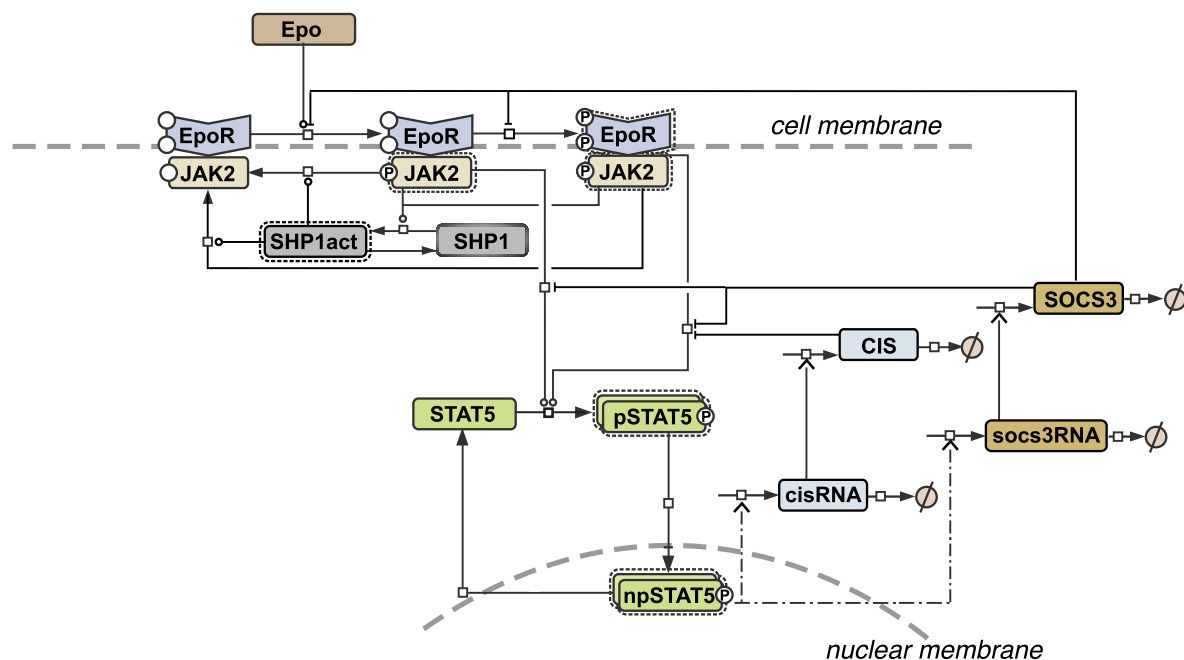 Epo
EpoR
EpoR
P
P
EpoR
cell membrane
JAK2
P
JAK2
P
JAK2
SHP1act
SHP1
SOCS3
CIS
STAT5
pSTAT5
P
socs3RNA
cisRNA
npSTAT5
P
nuclear membrane